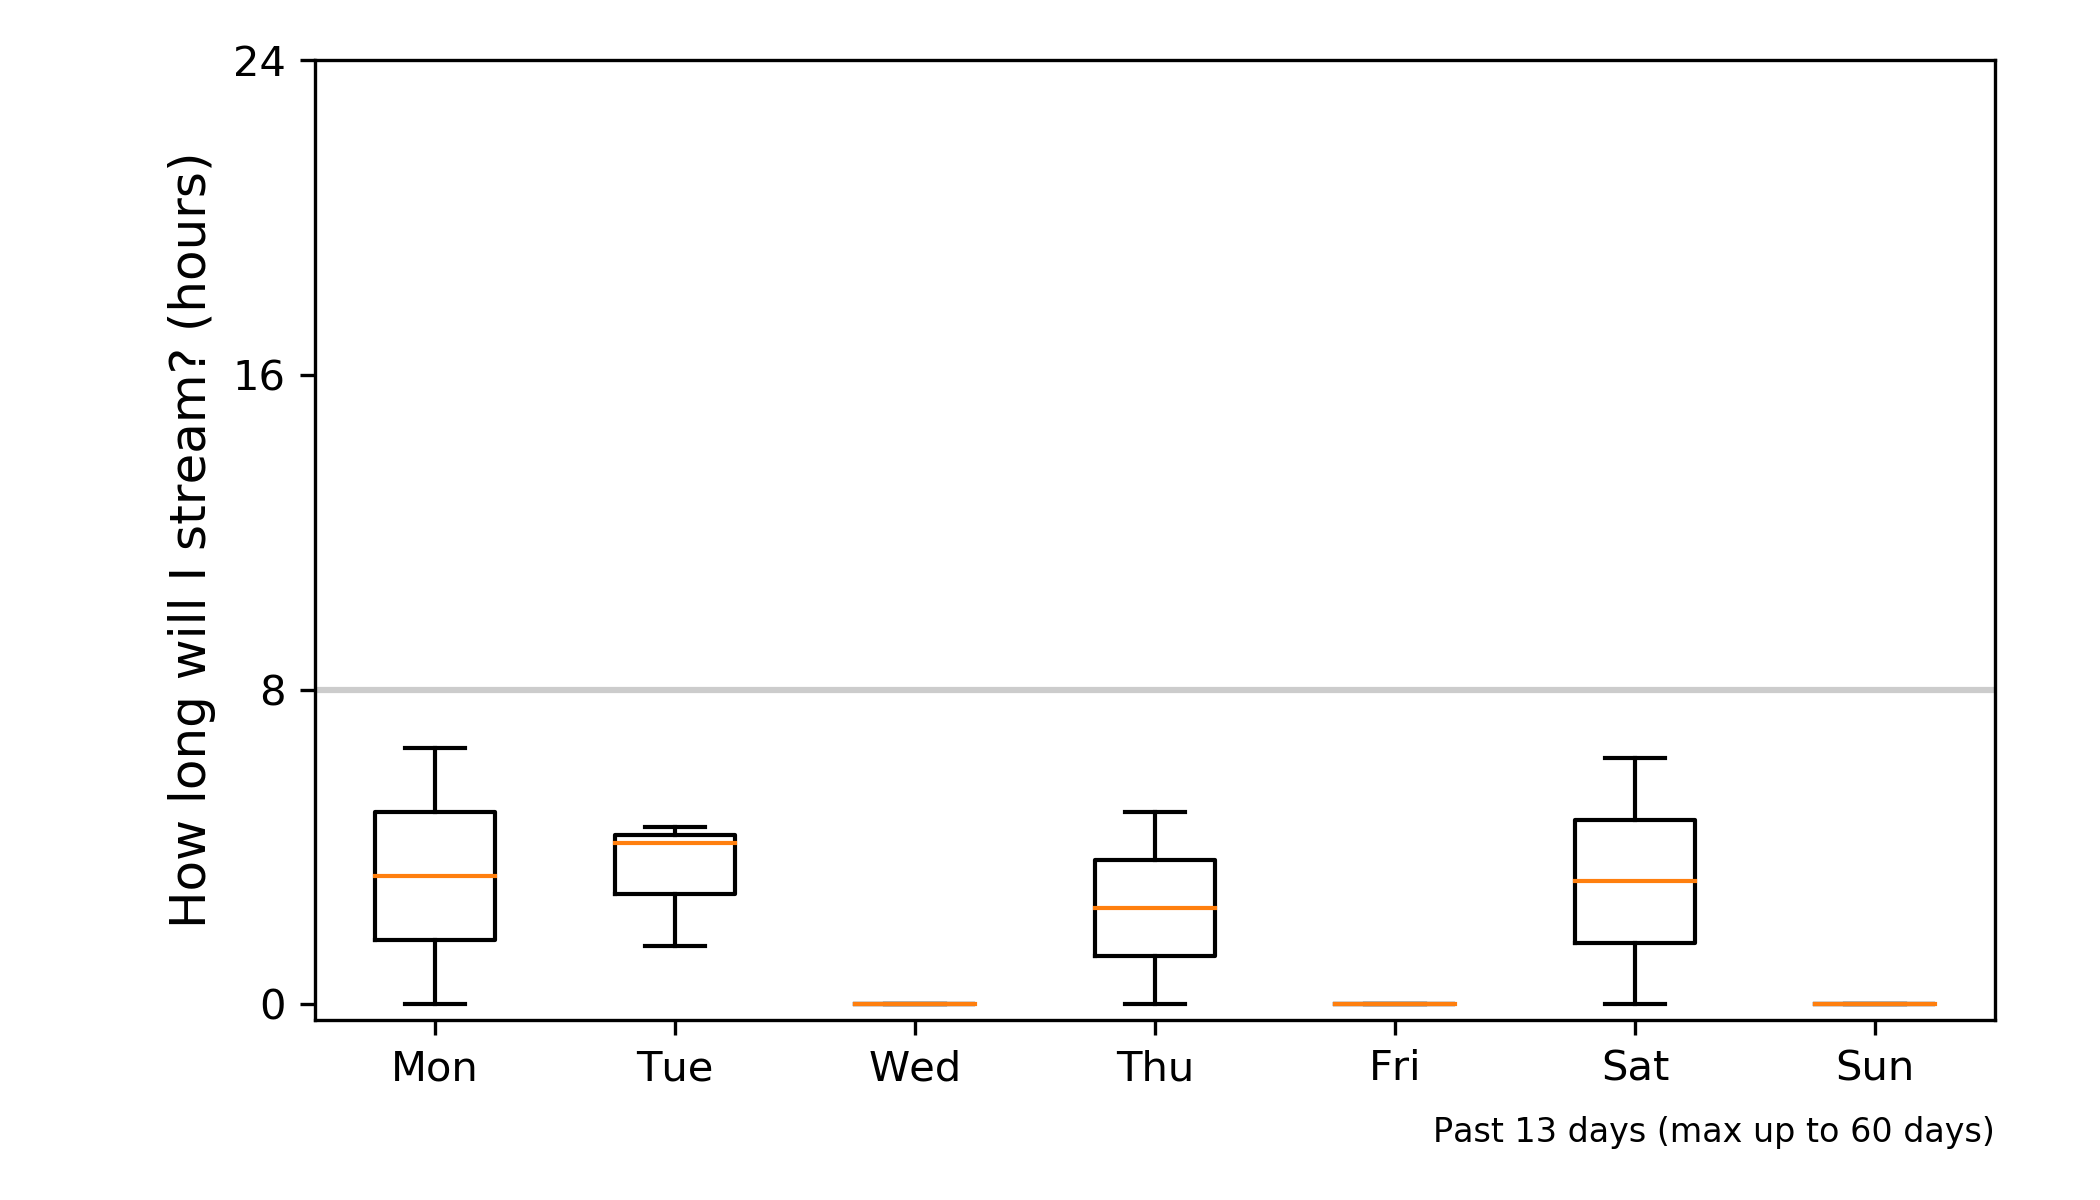 How long will I stream? (hours)
24
16
8
0
Mon Tue Wed Thu Fri Sat Sun
Past 13 days (max up to 60 days)